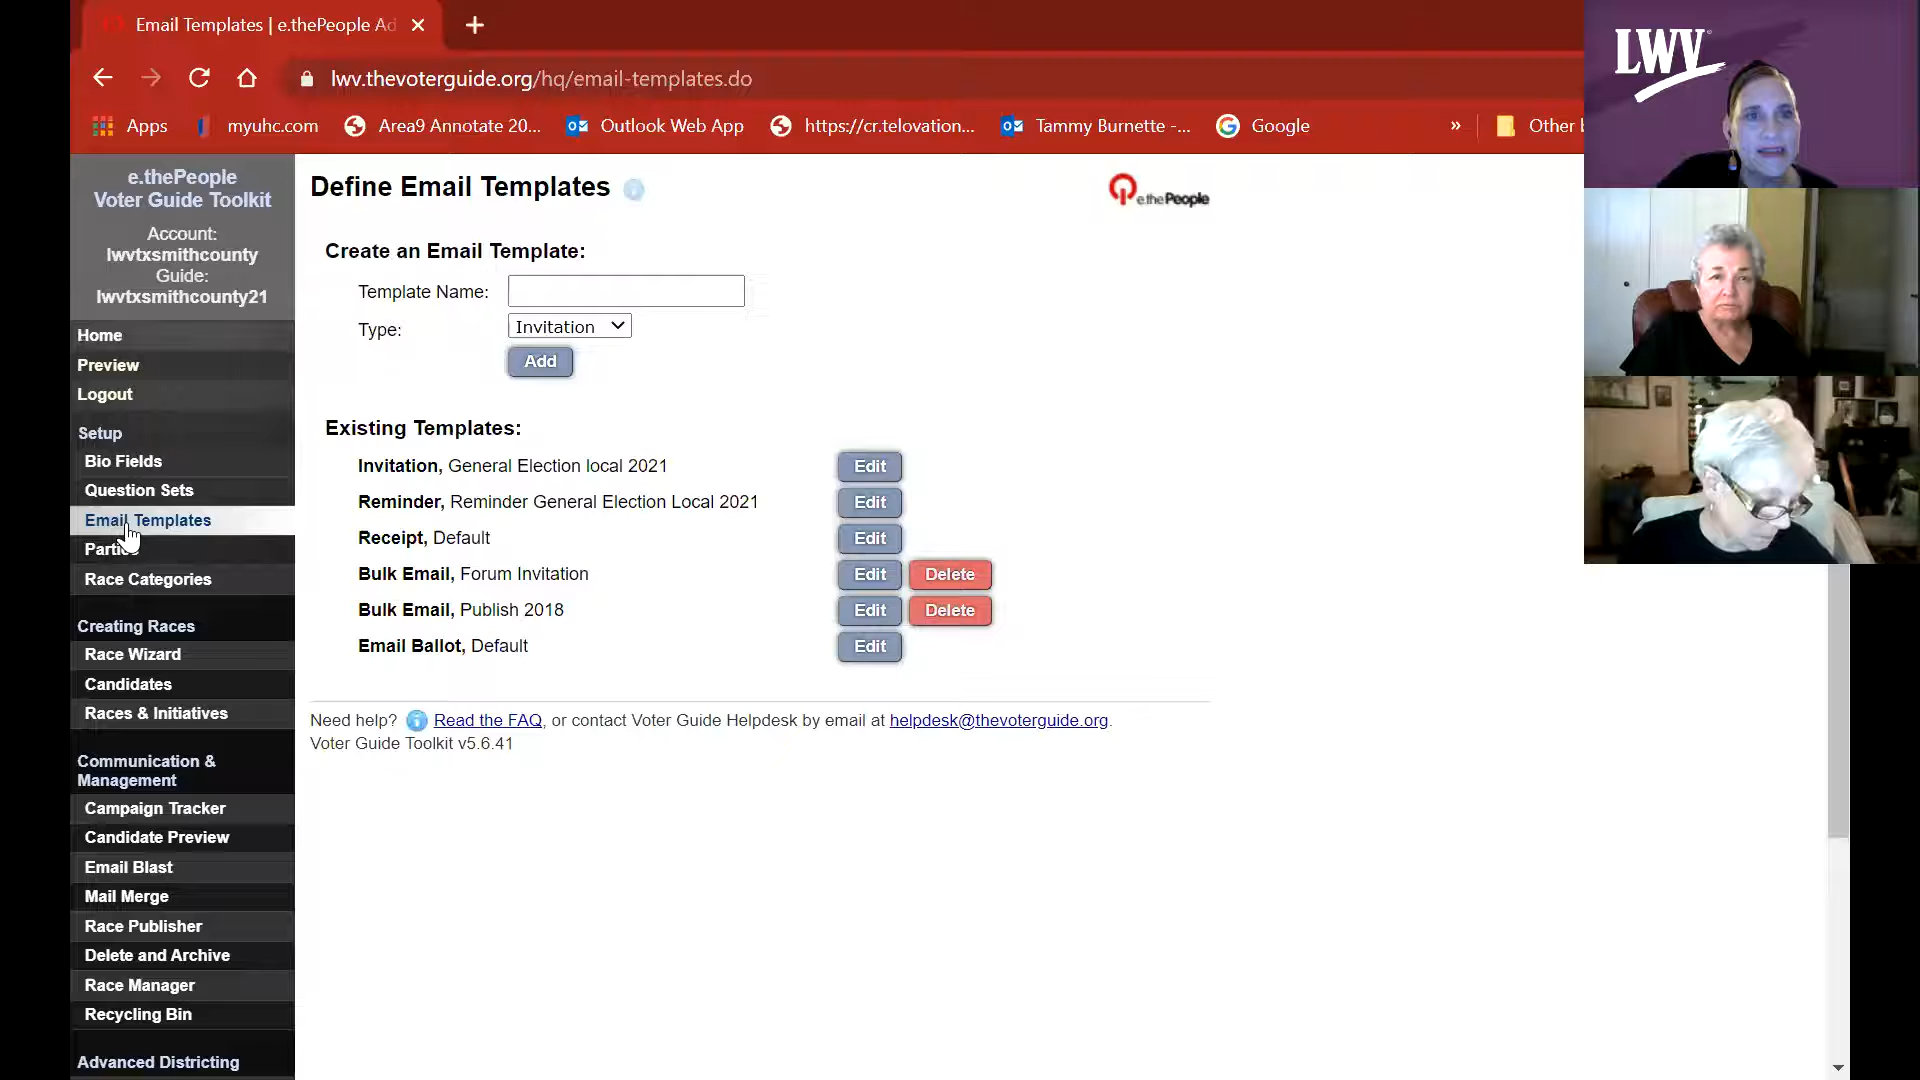 Email Templates | e.thePeople Ad
lwv.thevoterguide.org/hq/email-templates.do
Apps
myuhc.com
Area9 Annotate 20...
Outlook Web App
https://cr.telovation...
Tammy Burnette -...
Google
»
Other b
LWV
e.thePeople
Voter Guide Toolkit
Account:
lwvtxsmithcounty
Guide:
lwvtxsmithcounty21
Home
Preview
Logout
Setup
Bio Fields
Question Sets
Email Templates
Race Categories
Creating Races
Race Wizard
Candidates
Races & Initiatives
Communication &
Management
Campaign Tracker
Candidate Preview
Email Blast
Mail Merge
Race Publisher
Delete and Archive
Race Manager
Recycling Bin
Advanced Districting
Define Email Templates
e.thePeople
Create an Email Template:
Template Name:
Type: Invitation
Add
Existing Templates:
Invitation, General Election local 2021 Edit
Reminder, Reminder General Election Local 2021 Edit
Receipt, Default Edit
Bulk Email, Forum Invitation Edit Delete
Bulk Email, Publish 2018 Edit Delete
Email Ballot, Default Edit
Need help? Read the FAQ, or contact Voter Guide Helpdesk by email at helpdesk@thevoterguide.org.
Voter Guide Toolkit v5.6.41